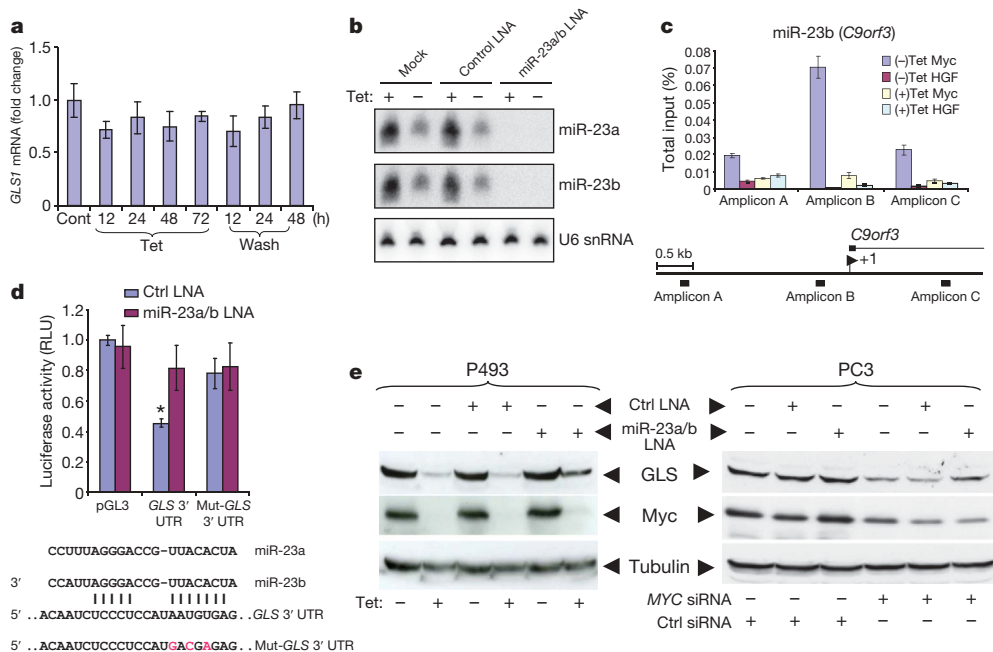 a
GLS1 mRNA (fold change)
1.5
1.0
0.5
0
Cont 12 24 48 72 12 24 48 (h)
Tet Wash
b
Mock Control LNA miR-23a/b LNA
Tet: + − + − + −
miR-23a
miR-23b
U6 snRNA
c
miR-23b (C9orf3)
Total input (%)
0.08
0.07
0.06
0.05
0.04
0.03
0.02
0.01
0
(−)Tet Myc
(−)Tet HGF
(+)Tet Myc
(+)Tet HGF
Amplicon A Amplicon B Amplicon C
C9orf3
0.5 kb
+1
Amplicon A Amplicon B Amplicon C
d
Ctrl LNA
miR-23a/b LNA
Luciferase activity (RLU)
1.2
1.0
0.8
0.6
0.4
0.2
0
*
pGL3 GLS 3′ UTR Mut-GLS 3′ UTR
CCUUUAGGGACCG-UUACACUA miR-23a
3′ CCAUUAGGGACCG-UUACACUA miR-23b
5′ ..ACAAUCUCCCUCCAUAAUGUGAG.. GLS 3′ UTR
5′ ..ACAAUCUCCCUCCAUGACGAGAG.. Mut-GLS 3′ UTR
e
P493 PC3
− − + + − − Ctrl LNA − + − − + −
− − − − + + miR-23a/b LNA − − + − − +
GLS
Myc
Tubulin
Tet: − + − + − +
MYC siRNA − − − + + +
Ctrl siRNA + + + − − −